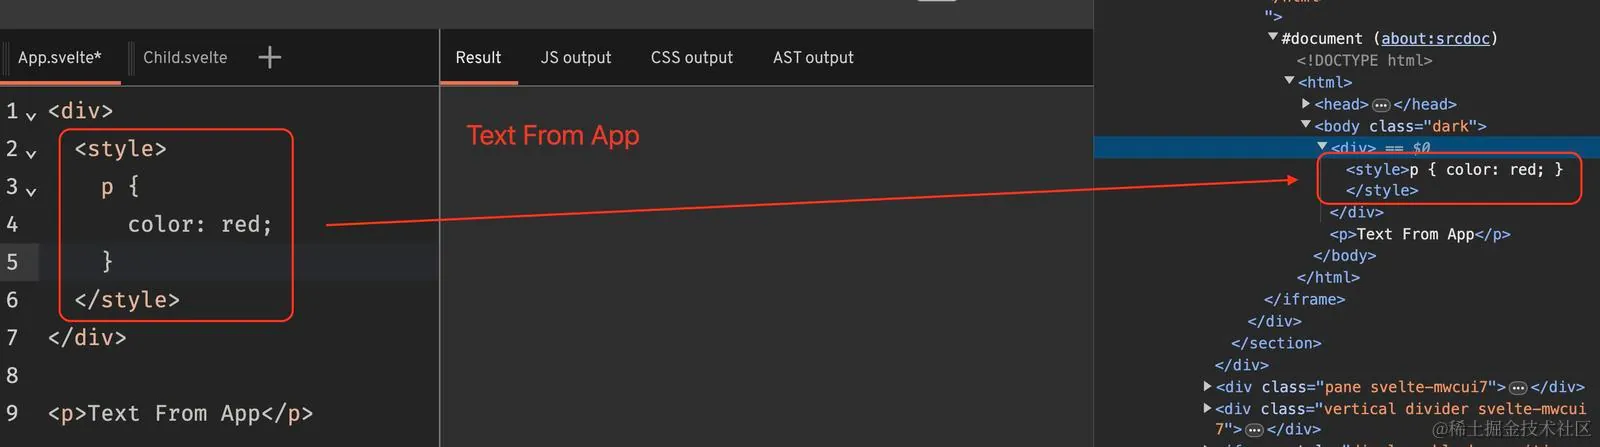 App.svelte*
Child.svelte
+
1 <div>
2 <style>
3 p {
4 color: red;
5 }
6 </style>
7 </div>
8
9 <p>Text From App</p>
Result JS output CSS output AST output
Text From App
">
▼#document (about:srcdoc)
<!DOCTYPE html>
▼<html>
▶<head>…</head>
▼<body class="dark">
▼<div> == $0
<style>p { color: red; }
</style>
</div>
<p>Text From App</p>
</body>
</html>
</iframe>
</div>
</section>
</div>
▶<div class="pane svelte-mwcui7">…</div>
▶<div class="vertical divider svelte-mwcui
7">…</div>
@稀土掘金技术社区